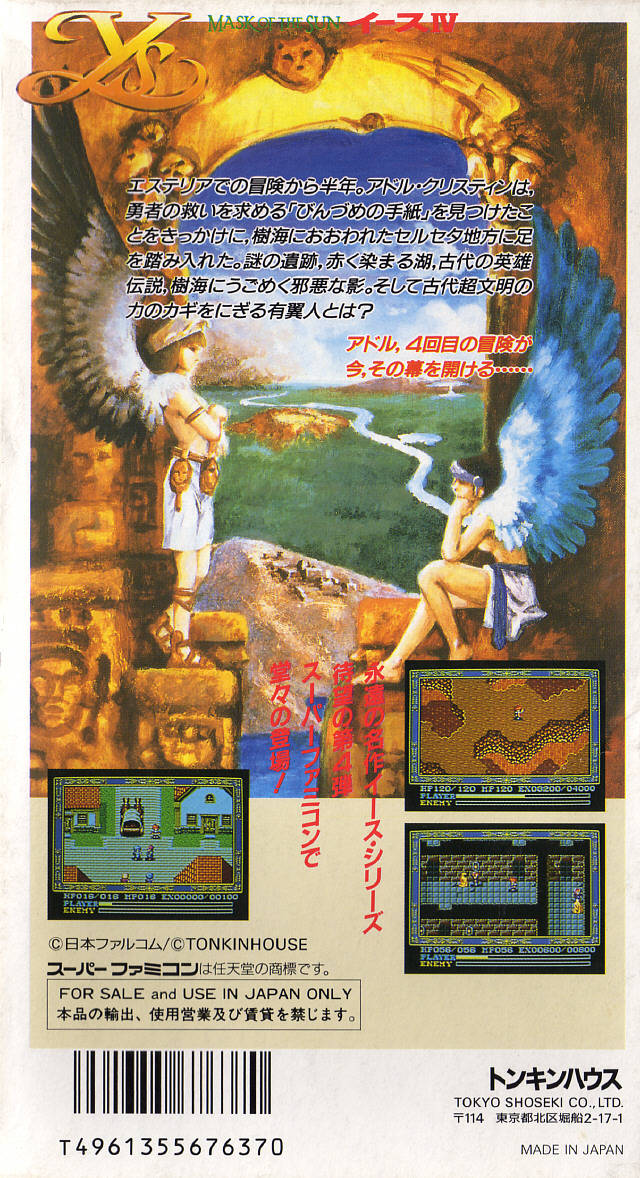 Ys
MASK OF THE SUN イースIV
エステリアでの冒険から半年。アドル・クリスティンは,
勇者の救いを求める「びんづめの手紙」を見つけたこ
とをきっかけに,樹海におおわれたセルセタ地方に足
を踏み入れた。謎の遺跡,赤く染まる湖,古代の英雄
伝説,樹海にうごめく邪悪な影。そして古代超文明の
力のカギをにぎる有翼人とは?
アドル,4回目の冒険が
今,その幕を開ける……
永遠の名作イース・シリーズ
待望の第4弾
スーパーファミコンで
堂々の登場!
HP120/120 MP120 EX00200/04000
PLAYER
ENEMY
HP016/016 MP016 EX00000/00100
PLAYER
ENEMY
HP056/056 MP056 EX00600/00800
PLAYER
ENEMY
©日本ファルコム/©TONKINHOUSE
スーパーファミコンは任天堂の商標です。
FOR SALE and USE IN JAPAN ONLY
本品の輸出、使用営業及び賃貸を禁じます。
T4961355676370
トンキンハウス
TOKYO SHOSEKI CO.,LTD.
〒114 東京都北区堀船2-17-1
MADE IN JAPAN